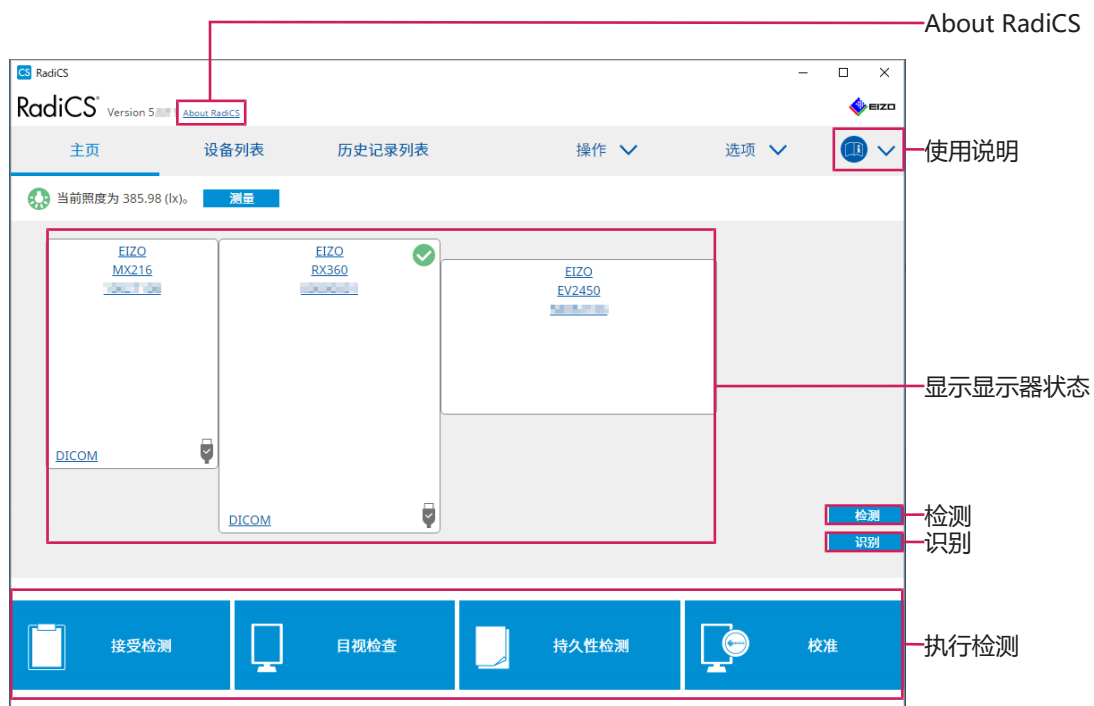 About RadiCS
CS RadiCS
RadiCS® Version 5. About RadiCS
EIZO
主页 设备列表 历史记录列表 操作 选项
使用说明
当前照度为 385.98 (lx)。 测量
EIZO
MX216
DICOM
EIZO
RX360
DICOM
EIZO
EV2450
显示显示器状态
检测 检测
识别 识别
接受检测 目视检查 持久性检测 校准
执行检测